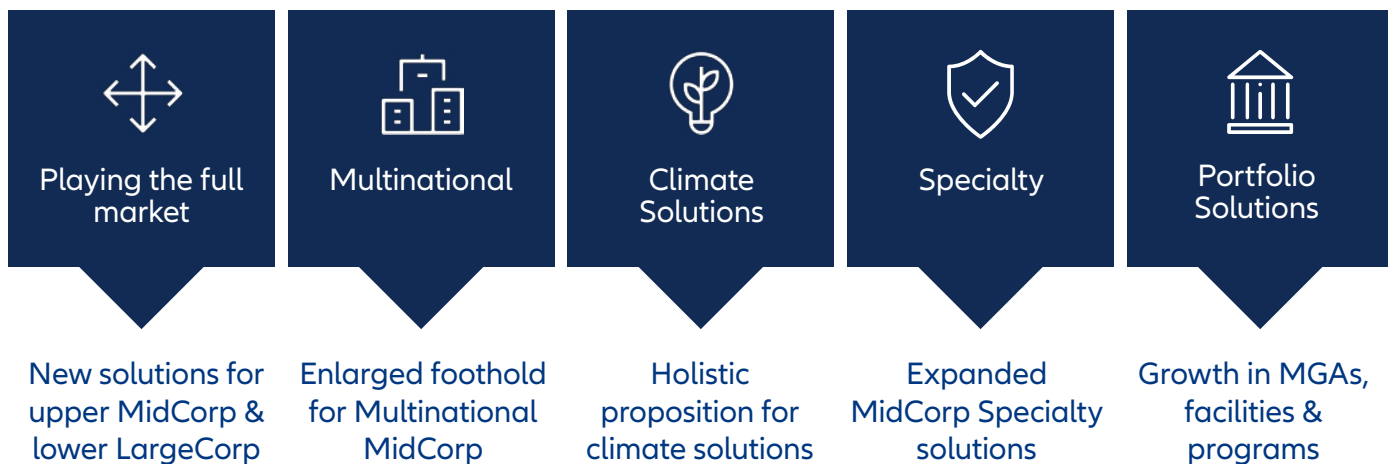 Playing the full
market
Multinational
Climate
Solutions
Specialty
Portfolio
Solutions
New solutions for
upper MidCorp &
lower LargeCorp
Enlarged foothold
for Multinational
MidCorp
Holistic
proposition for
climate solutions
Expanded
MidCorp Specialty
solutions
Growth in MGAs,
facilities &
programs